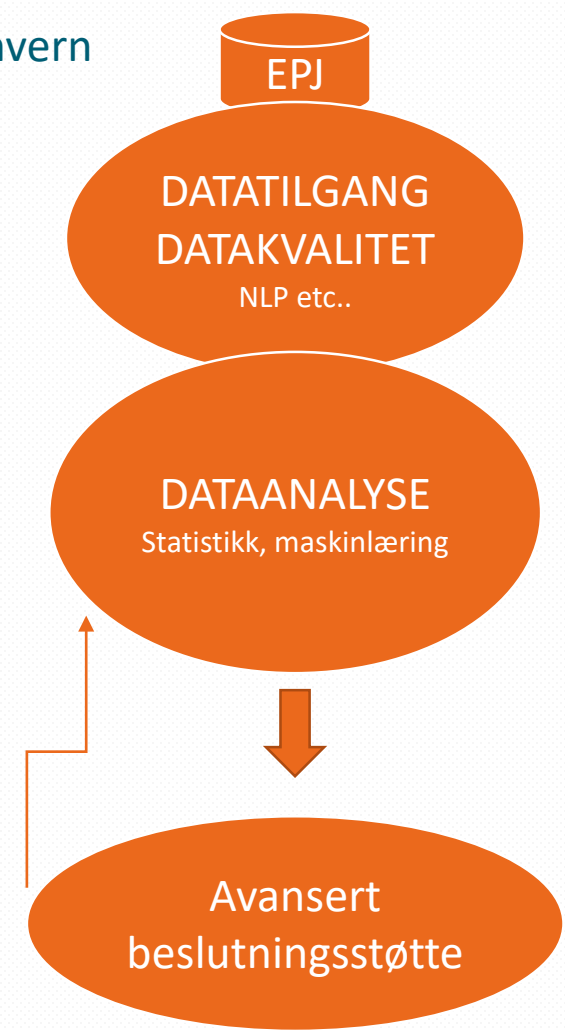 avern
EPJ
DATATILGANG
DATAKVALITET
NLP etc..
DATAANALYSE
Statistikk, maskinlæring
Avansert
beslutningsstøtte